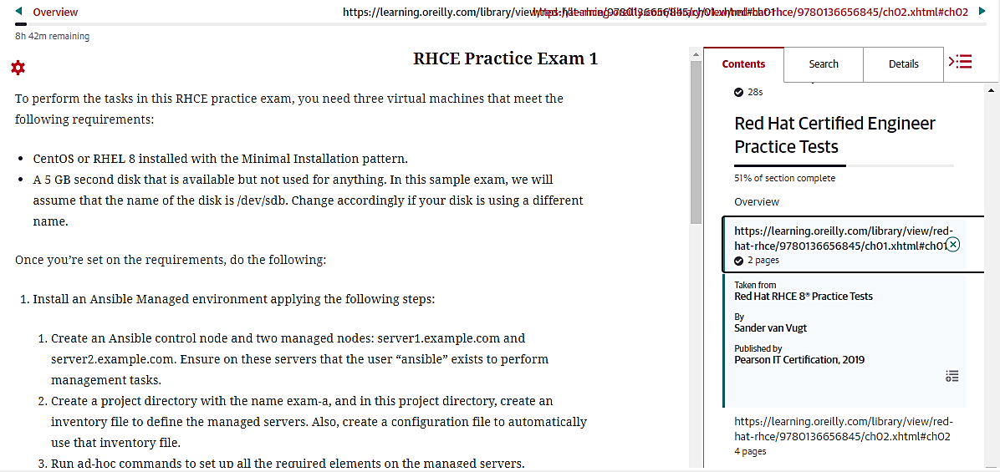 Overview
https://learning.oreilly.com/library/view/red-hat-rhce/9780136656845/ch01.xhtml#ch01
hat-rhce/9780136656845/ch02.xhtml#ch02
8h 42m remaining
RHCE Practice Exam 1
To perform the tasks in this RHCE practice exam, you need three virtual machines that meet the
following requirements:
• CentOS or RHEL 8 installed with the Minimal Installation pattern.
• A 5 GB second disk that is available but not used for anything. In this sample exam, we will
assume that the name of the disk is /dev/sdb. Change accordingly if your disk is using a different
name.
Once you’re set on the requirements, do the following:
1. Install an Ansible Managed environment applying the following steps:
1. Create an Ansible control node and two managed nodes: server1.example.com and
server2.example.com. Ensure on these servers that the user “ansible” exists to perform
management tasks.
2. Create a project directory with the name exam-a, and in this project directory, create an
inventory file to define the managed servers. Also, create a configuration file to automatically
use that inventory file.
3. Run ad-hoc commands to set up all the required elements on the managed servers.
Contents
Search
Details
28s
Red Hat Certified Engineer
Practice Tests
51% of section complete
Overview
https://learning.oreilly.com/library/view/red-
hat-rhce/9780136656845/ch01.xhtml#ch01
2 pages
Taken from
Red Hat RHCE 8® Practice Tests
By
Sander van Vugt
Published by
Pearson IT Certification, 2019
https://learning.oreilly.com/library/view/red-
hat-rhce/9780136656845/ch02.xhtml#ch02
4 pages